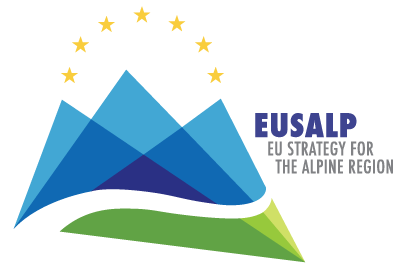 EUSALP
EU STRATEGY FOR
THE ALPINE REGION